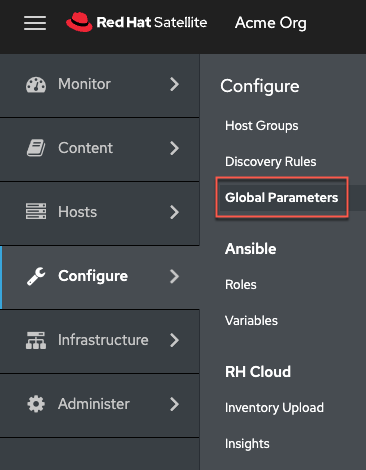 Red Hat Satellite Acme Org
Monitor
Content
Hosts
Configure
Infrastructure
Administer
Configure
Host Groups
Discovery Rules
Global Parameters
Ansible
Roles
Variables
RH Cloud
Inventory Upload
Insights